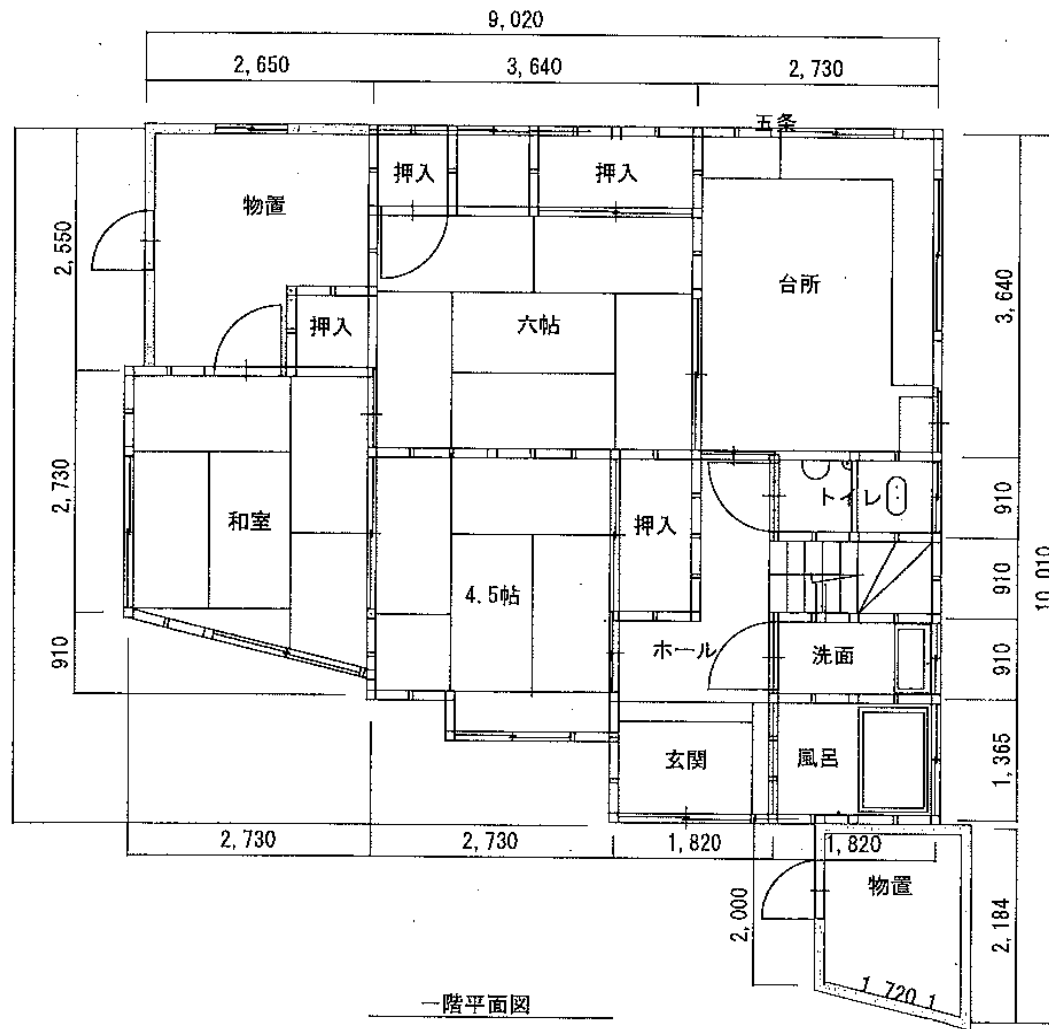 9,020
2,650
3,640
2,730
五条
押入
押入
物置
2,550
台所
3,640
押入
六帖
2,730
910
トイレ
押入
和室
10,010
910
4.5帖
910
ホール
洗面
910
玄関
風呂
1,365
2,730
2,730
1,820
1,820
物置
2,000
2,184
1,720.1
一階平面図